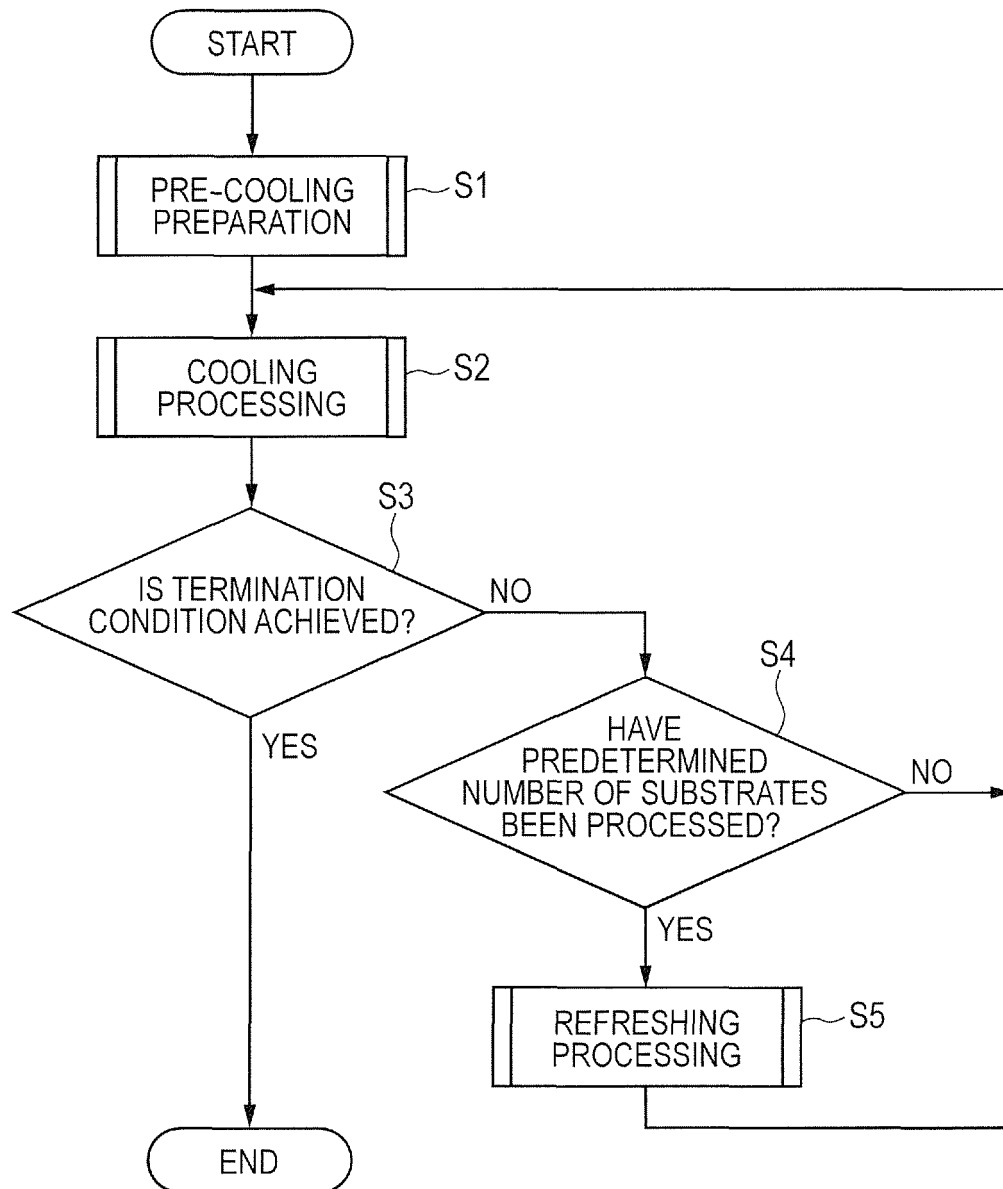 START
PRE-COOLING
PREPARATION
S1
COOLING
PROCESSING
S2
S3
IS TERMINATION
CONDITION ACHIEVED?
NO
YES
S4
HAVE
PREDETERMINED
NUMBER OF SUBSTRATES
BEEN PROCESSED?
NO
YES
REFRESHING
PROCESSING
S5
END